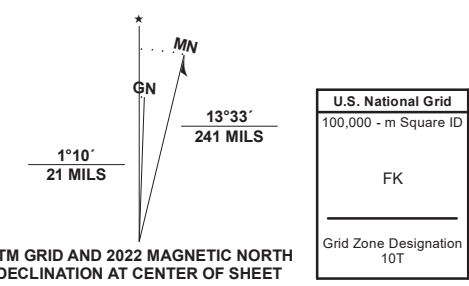 ★
MN
GN
13°33´
241 MILS
1°10´
21 MILS
TM GRID AND 2022 MAGNETIC NORTH
DECLINATION AT CENTER OF SHEET
U.S. National Grid
100,000 - m Square ID
FK
Grid Zone Designation
10T